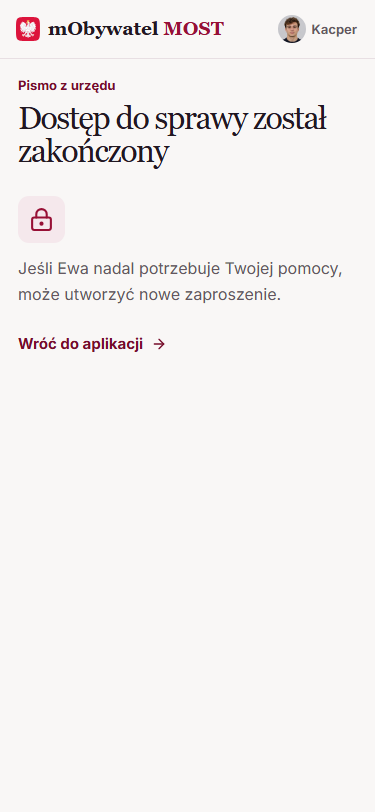 mObywatel MOST
Kacper
Pismo z urzędu
Dostęp do sprawy został
zakończony
Jeśli Ewa nadal potrzebuje Twojej pomocy,
może utworzyć nowe zaproszenie.
Wróć do aplikacji →